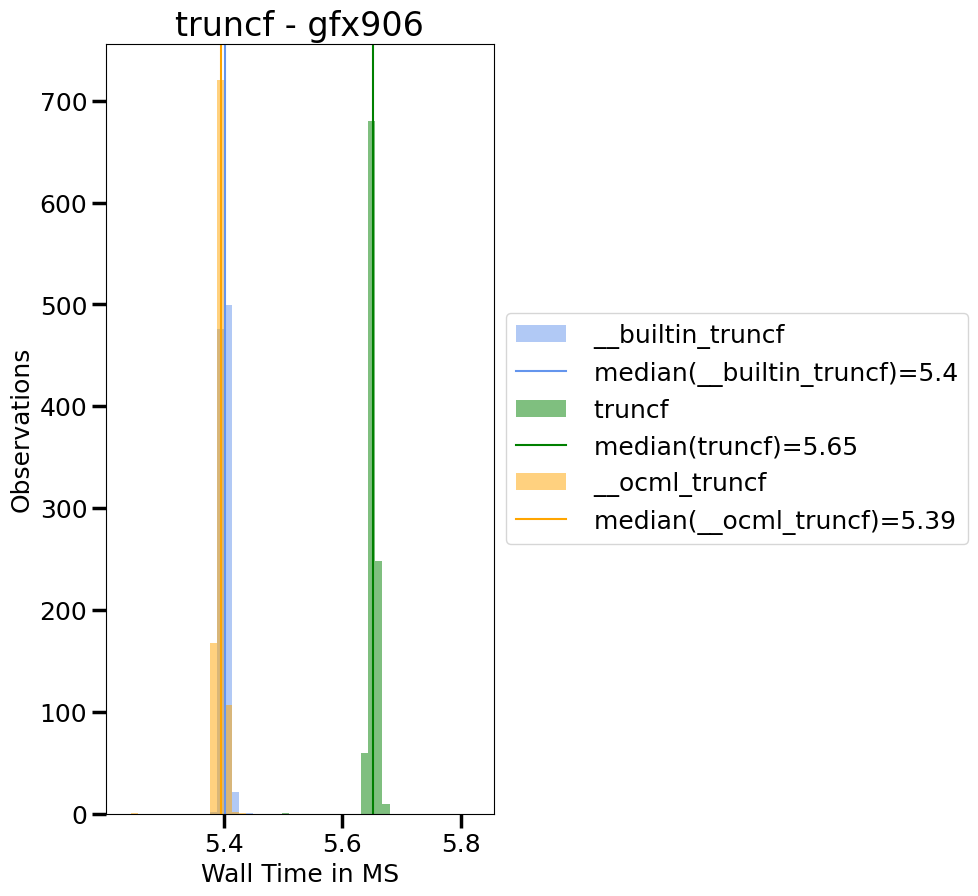 truncf - gfx906
700
600
500
400
300
200
100
0
Observations
5.4 5.6 5.8
Wall Time in MS
__builtin_truncf
median(__builtin_truncf)=5.4
truncf
median(truncf)=5.65
__ocml_truncf
median(__ocml_truncf)=5.39